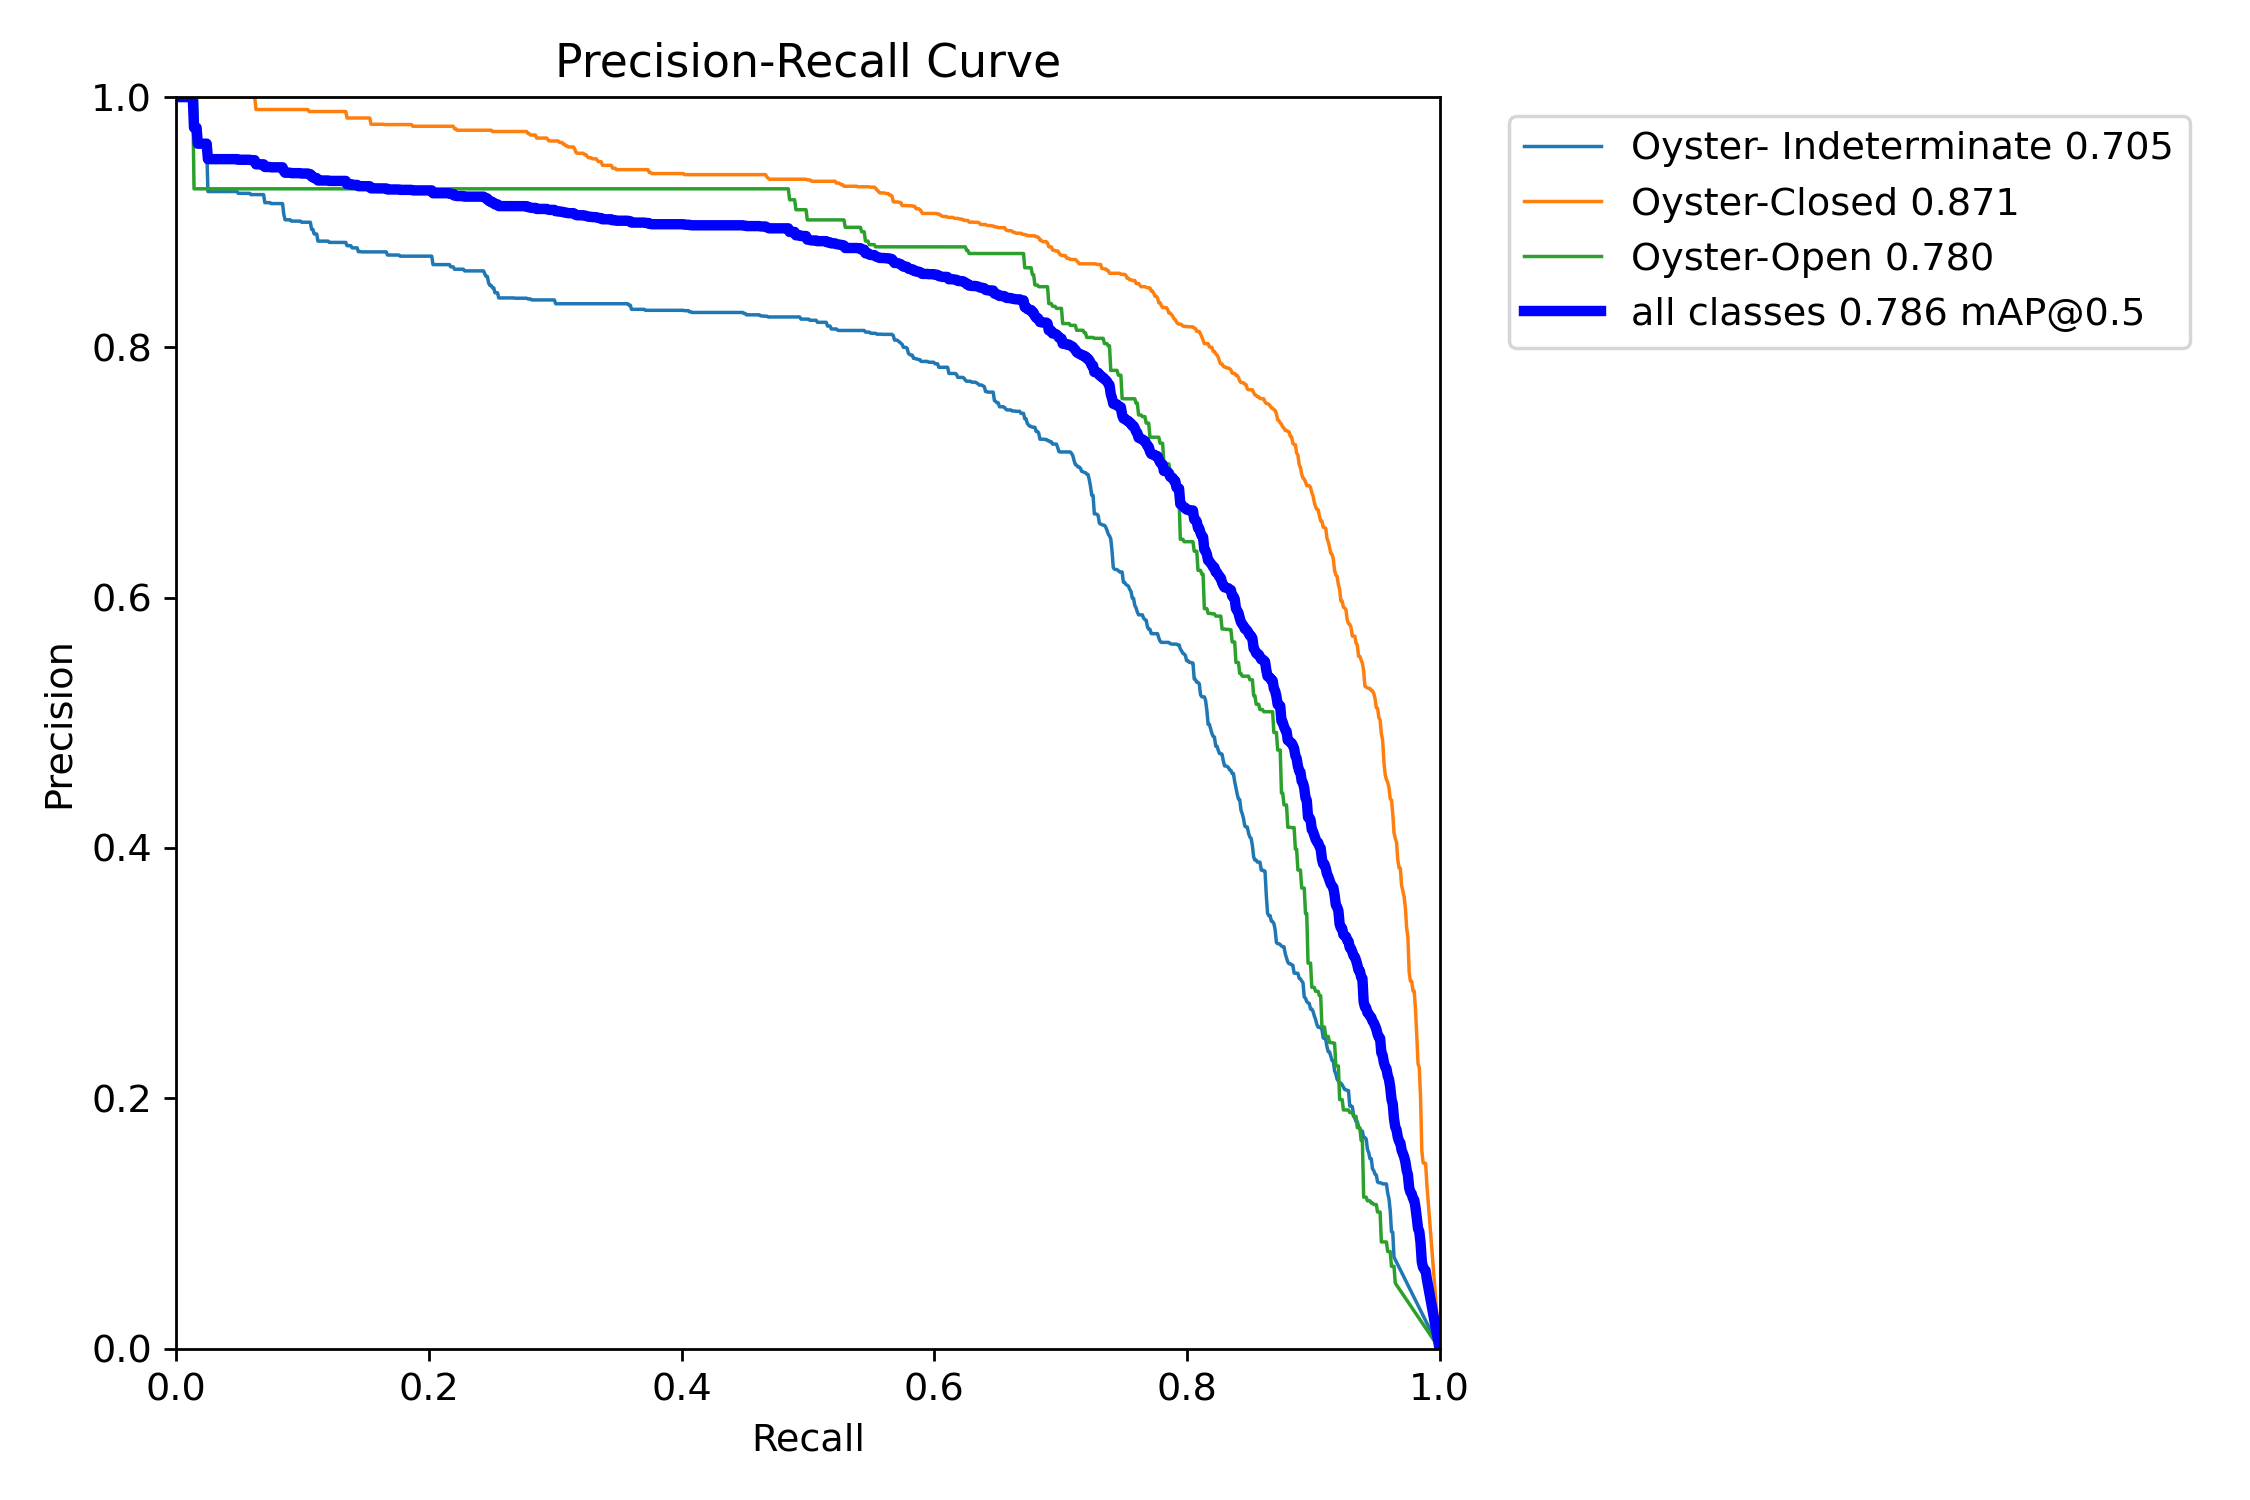 Precision-Recall Curve
1.0
0.8
0.6
0.4
0.2
0.0
Precision
0.0 0.2 0.4 0.6 0.8 1.0
Recall
Oyster- Indeterminate 0.705
Oyster-Closed 0.871
Oyster-Open 0.780
all classes 0.786 mAP@0.5